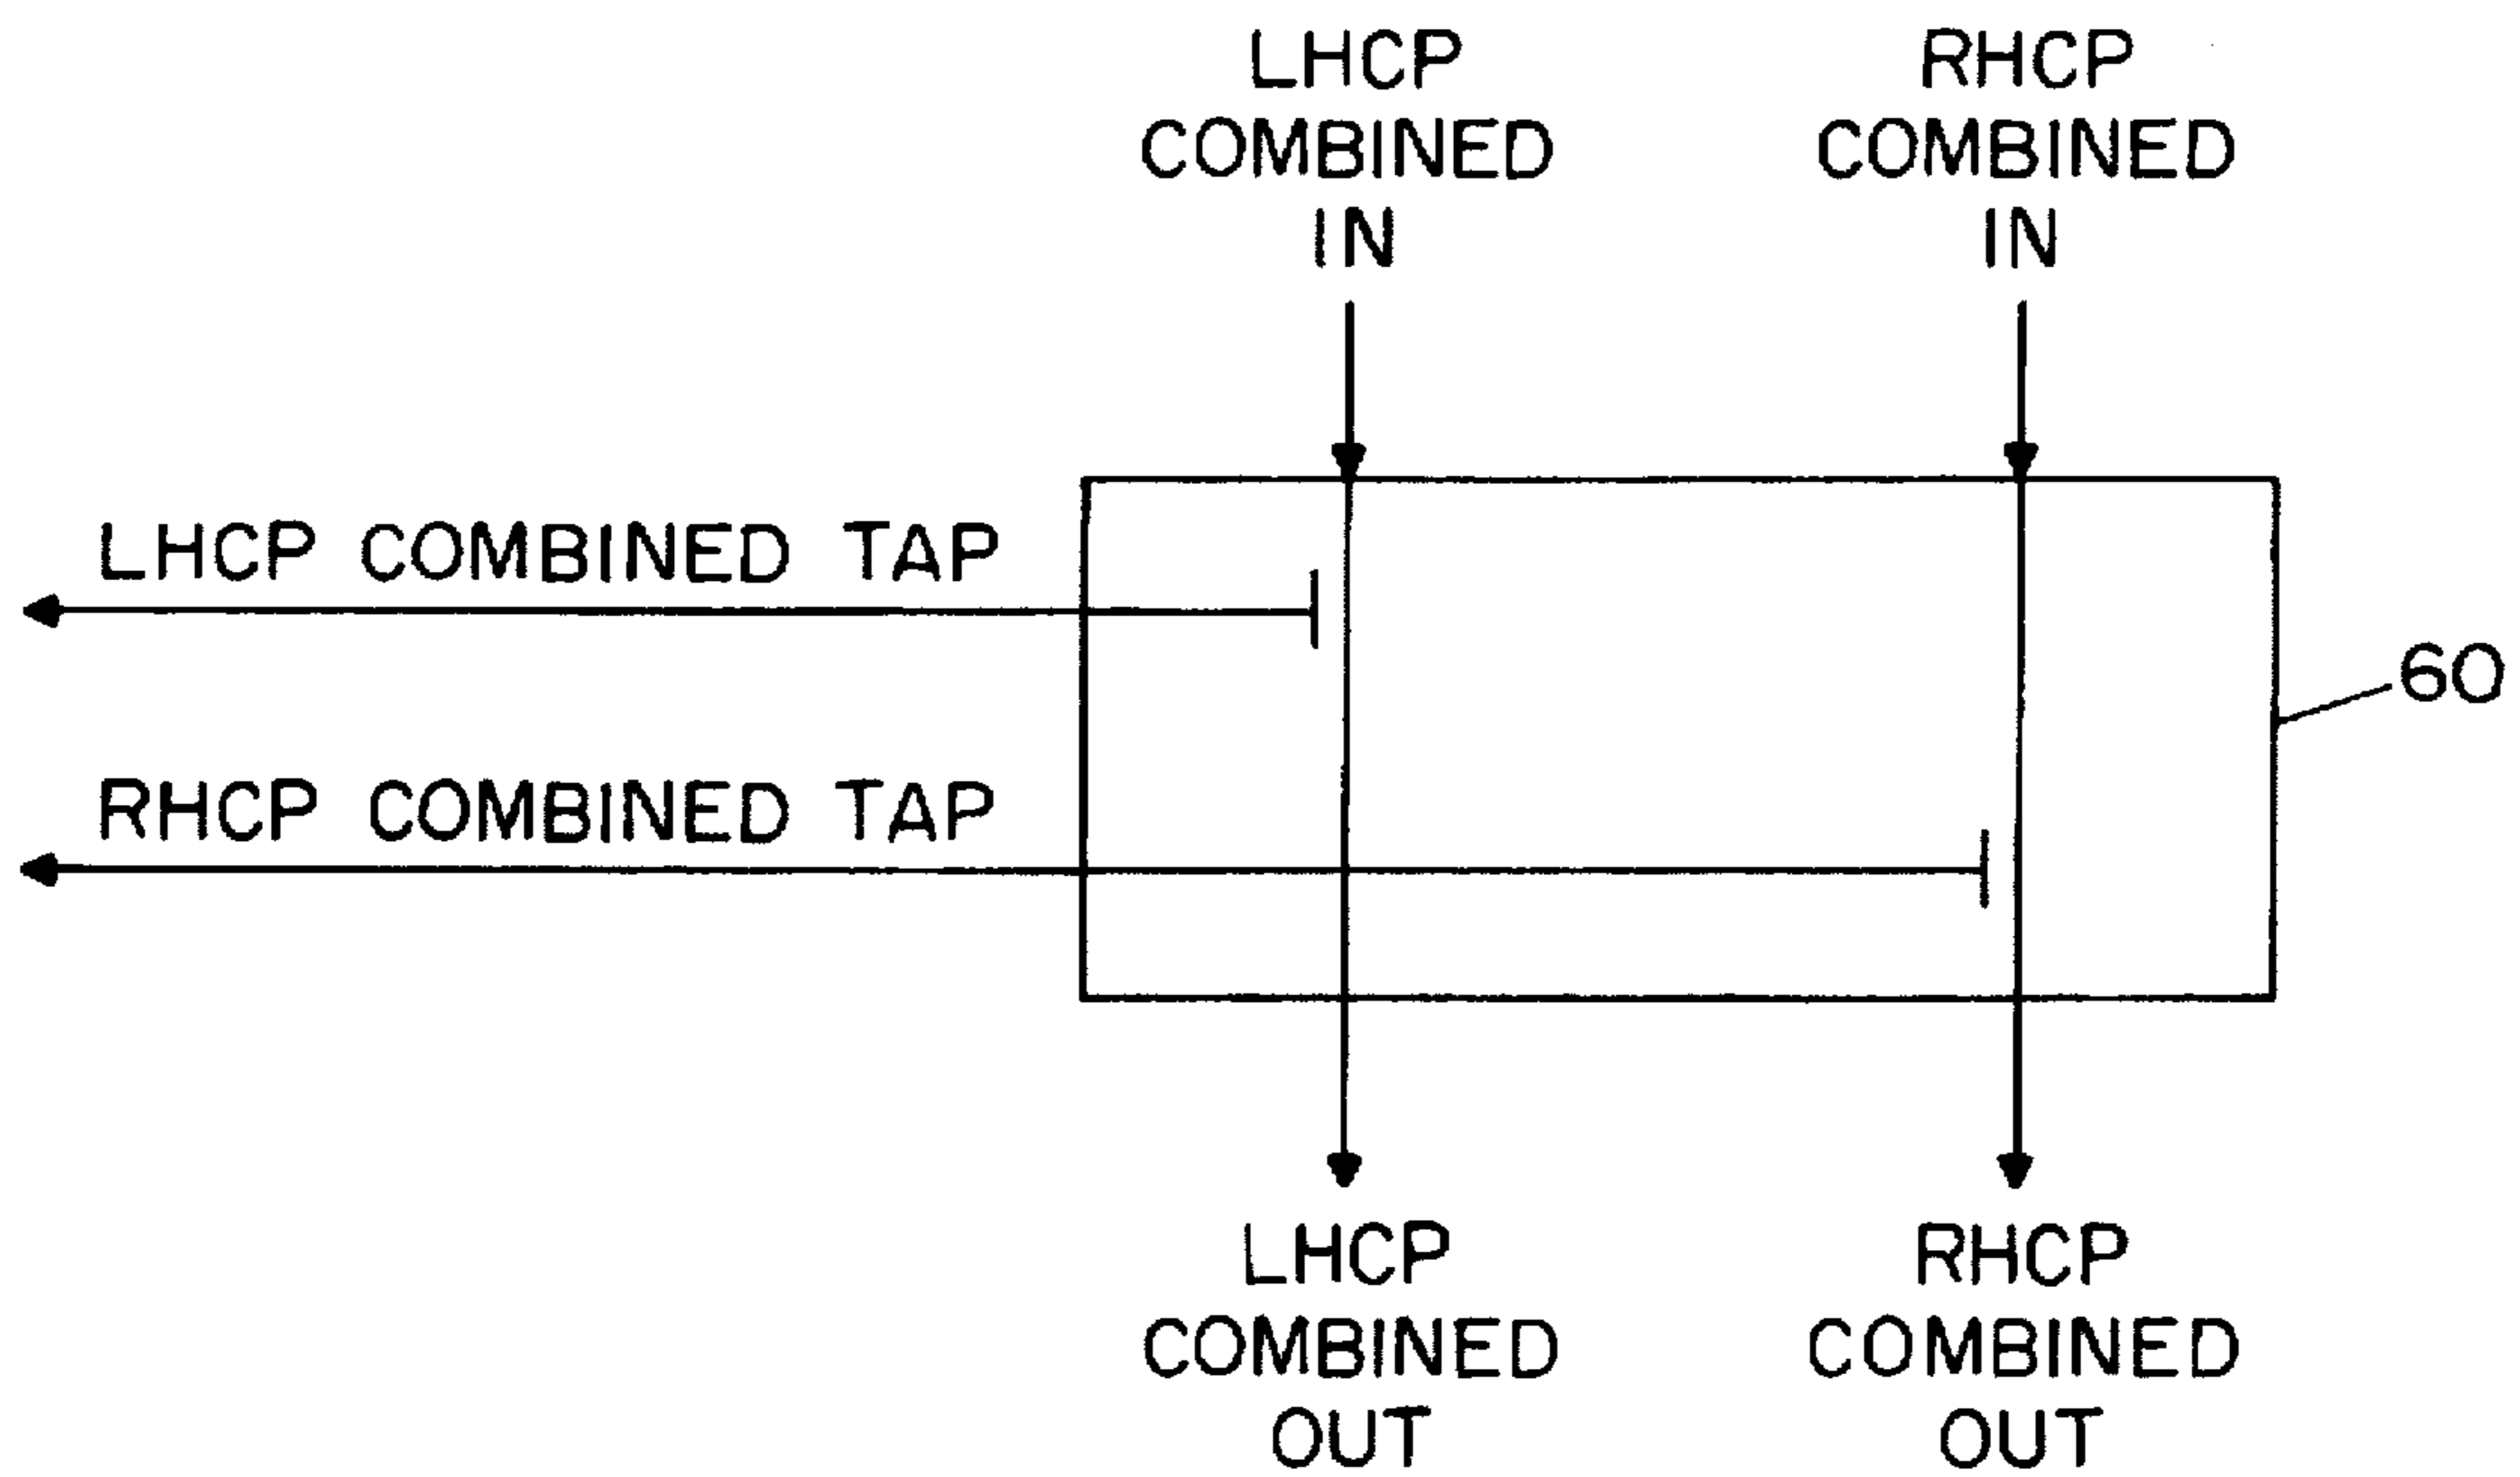 LHCP
COMBINED
IN
RHCP
COMBINED
IN
LHCP COMBINED TAP
60
RHCP COMBINED TAP
LHCP
COMBINED
OUT
RHCP
COMBINED
OUT